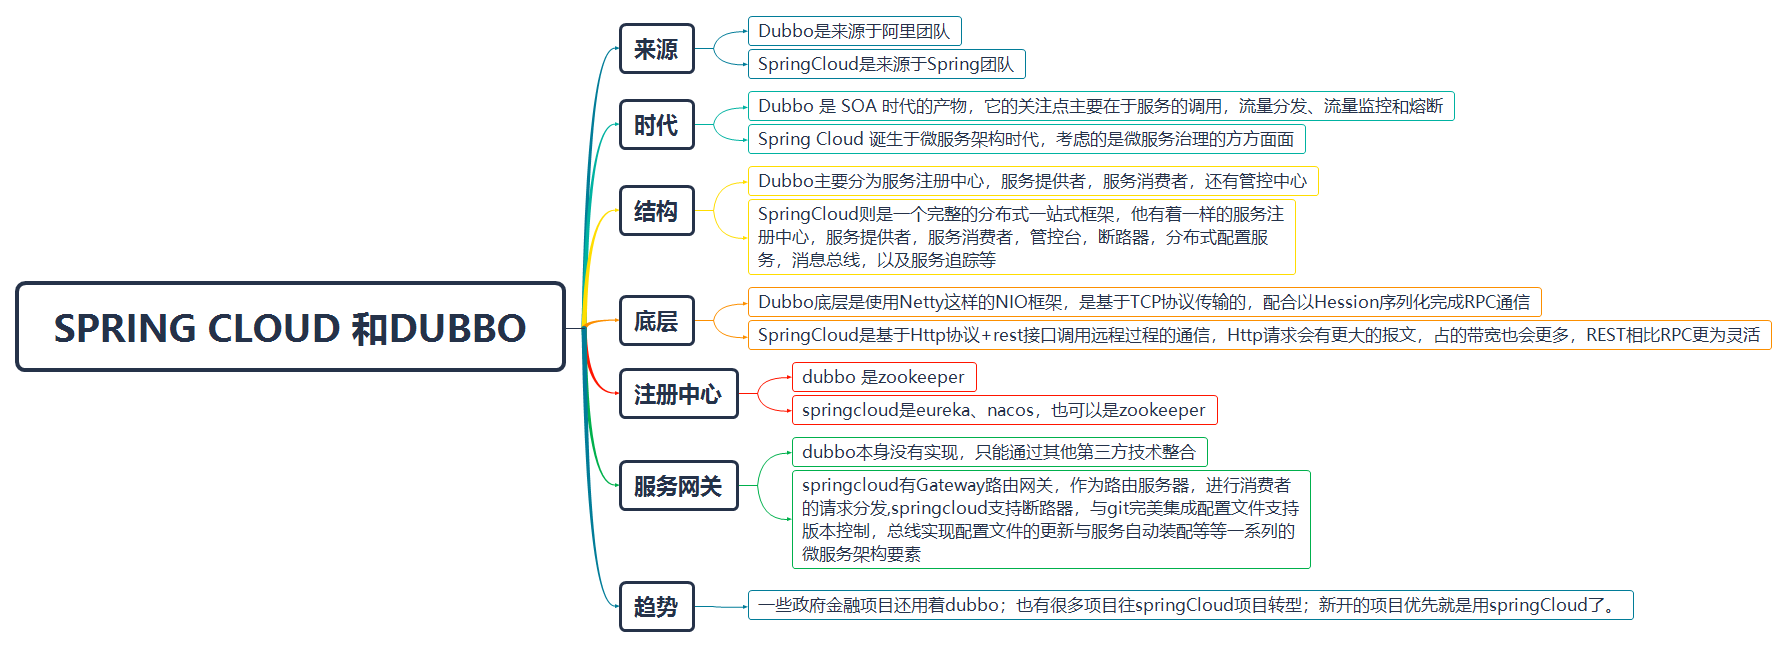 SPRING CLOUD 和DUBBO
来源
Dubbo是来源于阿里团队
SpringCloud是来源于Spring团队
时代
Dubbo 是 SOA 时代的产物，它的关注点主要在于服务的调用，流量分发、流量监控和熔断
Spring Cloud 诞生于微服务架构时代，考虑的是微服务治理的方方面面
结构
Dubbo主要分为服务注册中心，服务提供者，服务消费者，还有管控中心
SpringCloud则是一个完整的分布式一站式框架，他有着一样的服务注
册中心，服务提供者，服务消费者，管控台，断路器，分布式配置服
务，消息总线，以及服务追踪等
底层
Dubbo底层是使用Netty这样的NIO框架，是基于TCP协议传输的，配合以Hession序列化完成RPC通信
SpringCloud是基于Http协议+rest接口调用远程过程的通信，Http请求会有更大的报文，占的带宽也会更多，REST相比RPC更为灵活
注册中心
dubbo 是zookeeper
springcloud是eureka、nacos，也可以是zookeeper
服务网关
dubbo本身没有实现，只能通过其他第三方技术整合
springcloud有Gateway路由网关，作为路由服务器，进行消费者
的请求分发,springcloud支持断路器，与git完美集成配置文件支持
版本控制，总线实现配置文件的更新与服务自动装配等等一系列的
微服务架构要素
趋势
一些政府金融项目还用着dubbo；也有很多项目往springCloud项目转型；新开的项目优先就是用springCloud了。